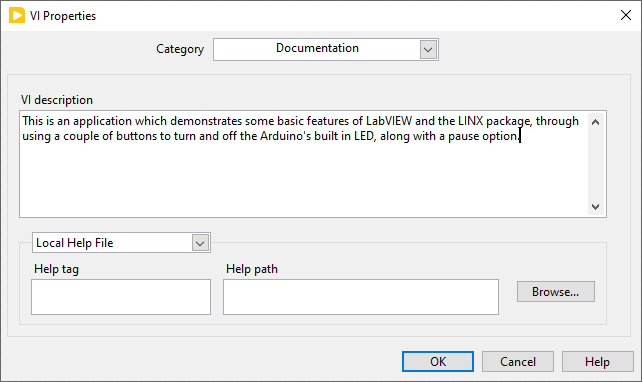 VI Properties
Category Documentation
VI description
This is an application which demonstrates some basic features of LabVIEW and the LINX package, through
using a couple of buttons to turn and off the Arduino's built in LED, along with a pause option.
Local Help File
Help tag Help path
Browse...
OK Cancel Help